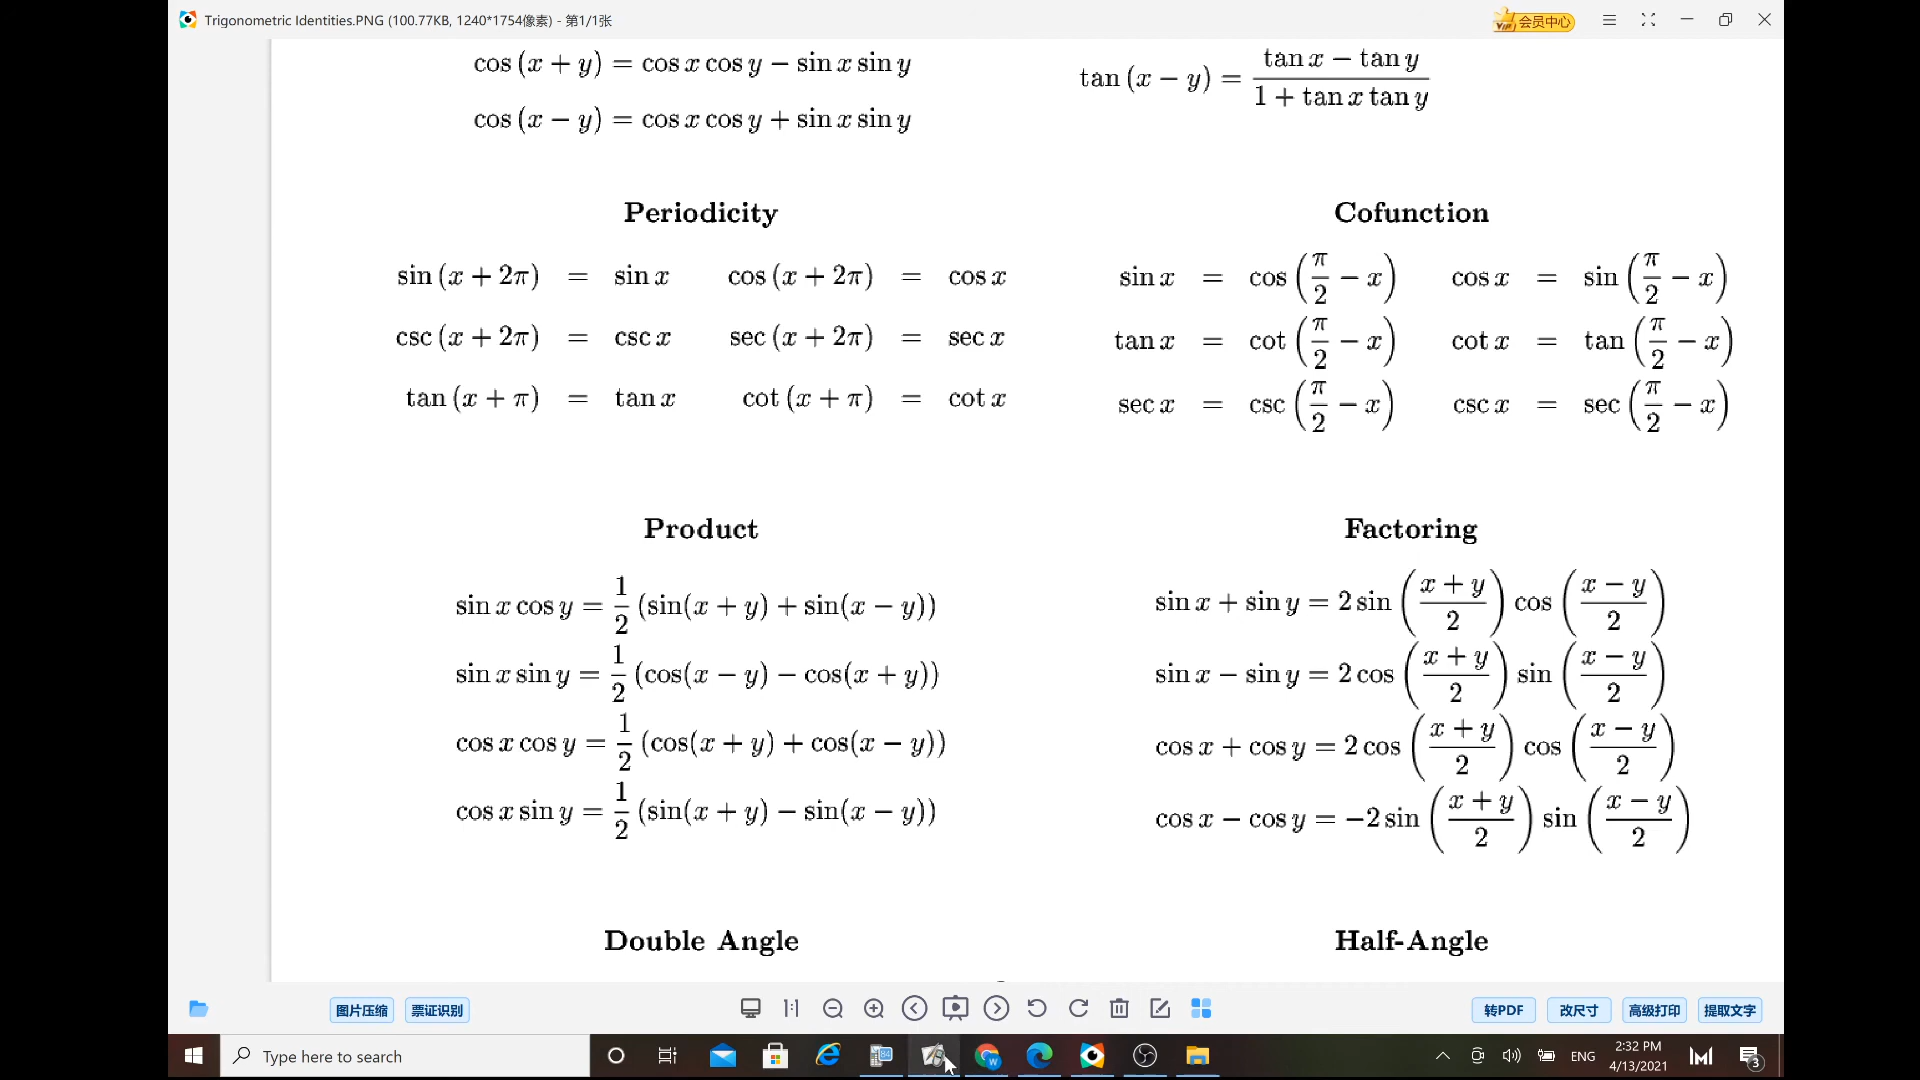 Trigonometric Identities.PNG (100.77KB, 1240*1754像素) - 第1/1张
VIP 会员中心
cos (x + y) = cos x cos y − sin x sin y
cos (x − y) = cos x cos y + sin x sin y
tan (x − y) = (tan x − tan y) / (1 + tan x tan y)
Periodicity
sin (x + 2π) = sin x cos (x + 2π) = cos x
csc (x + 2π) = csc x sec (x + 2π) = sec x
tan (x + π) = tan x cot (x + π) = cot x
Cofunction
sin x = cos (π/2 − x) cos x = sin (π/2 − x)
tan x = cot (π/2 − x) cot x = tan (π/2 − x)
sec x = csc (π/2 − x) csc x = sec (π/2 − x)
Product
sin x cos y = 1/2 (sin(x + y) + sin(x − y))
sin x sin y = 1/2 (cos(x − y) − cos(x + y))
cos x cos y = 1/2 (cos(x + y) + cos(x − y))
cos x sin y = 1/2 (sin(x + y) − sin(x − y))
Factoring
sin x + sin y = 2 sin ((x + y)/2) cos ((x − y)/2)
sin x − sin y = 2 cos ((x + y)/2) sin ((x − y)/2)
cos x + cos y = 2 cos ((x + y)/2) cos ((x − y)/2)
cos x − cos y = −2 sin ((x + y)/2) sin ((x − y)/2)
Double Angle
Half-Angle
图片压缩 票证识别 1:1 转PDF 改尺寸 高级打印 提取文字
Type here to search
ENG
2:32 PM
4/13/2021
3